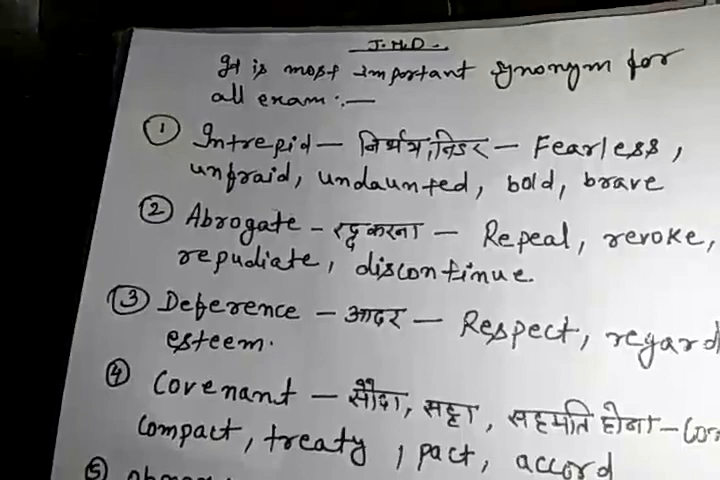 J.M.D.
It is most important synonym for
all exam :—
① Intrepid — निर्भय, निडर — Fearless,
unfraid, undaunted, bold, brave
② Abrogate - रद्द करना — Repeal, revoke,
repudiate, discontinue.
③ Deference — आदर — Respect, regard
esteem.
④ Covenant — सौदा, सट्टा, सहमति होना —
compact, treaty, pact, accord
⑤